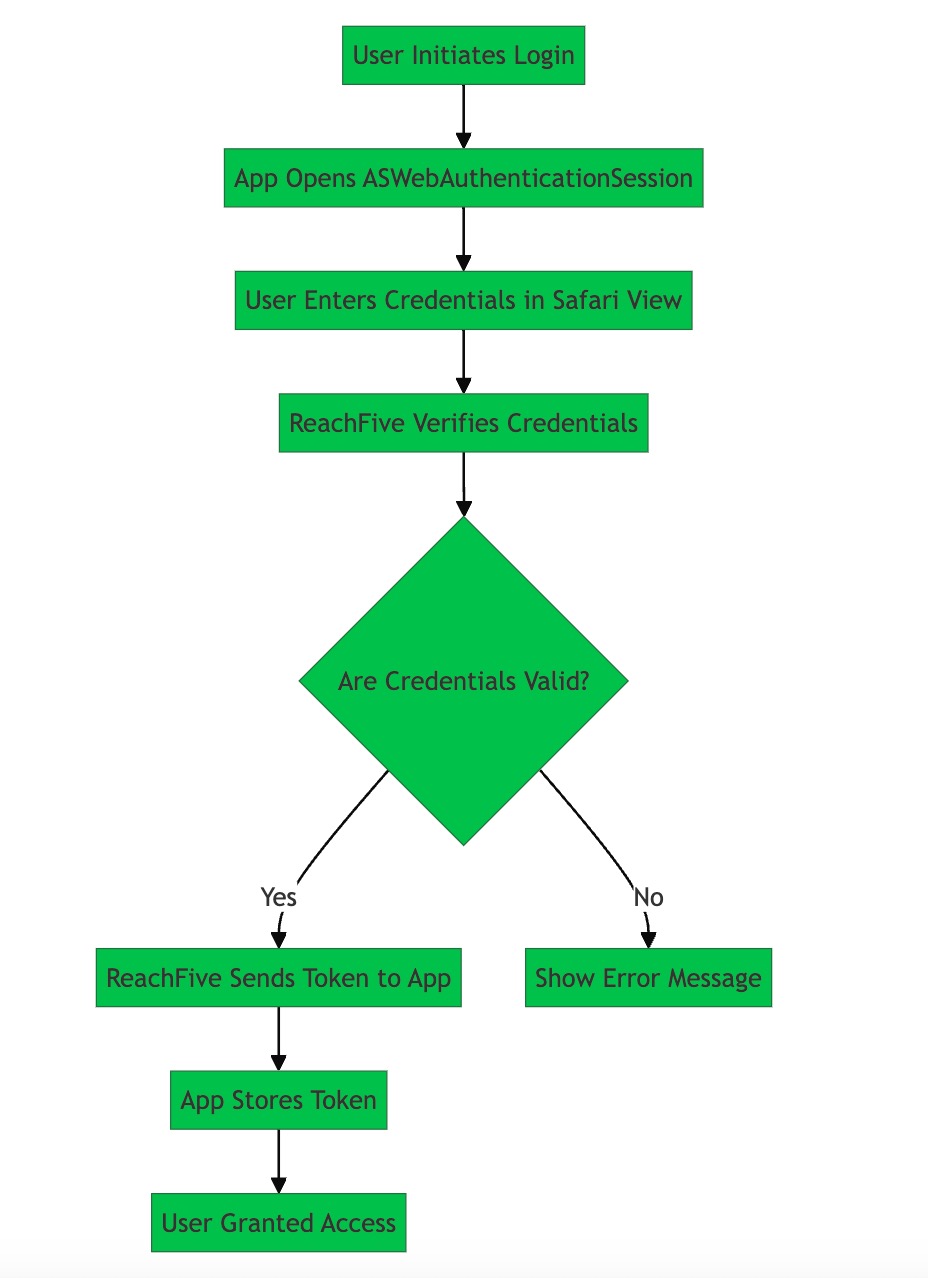 User Initiates Login
App Opens ASWebAuthenticationSession
User Enters Credentials in Safari View
ReachFive Verifies Credentials
Are Credentials Valid?
Yes
No
ReachFive Sends Token to App
Show Error Message
App Stores Token
User Granted Access